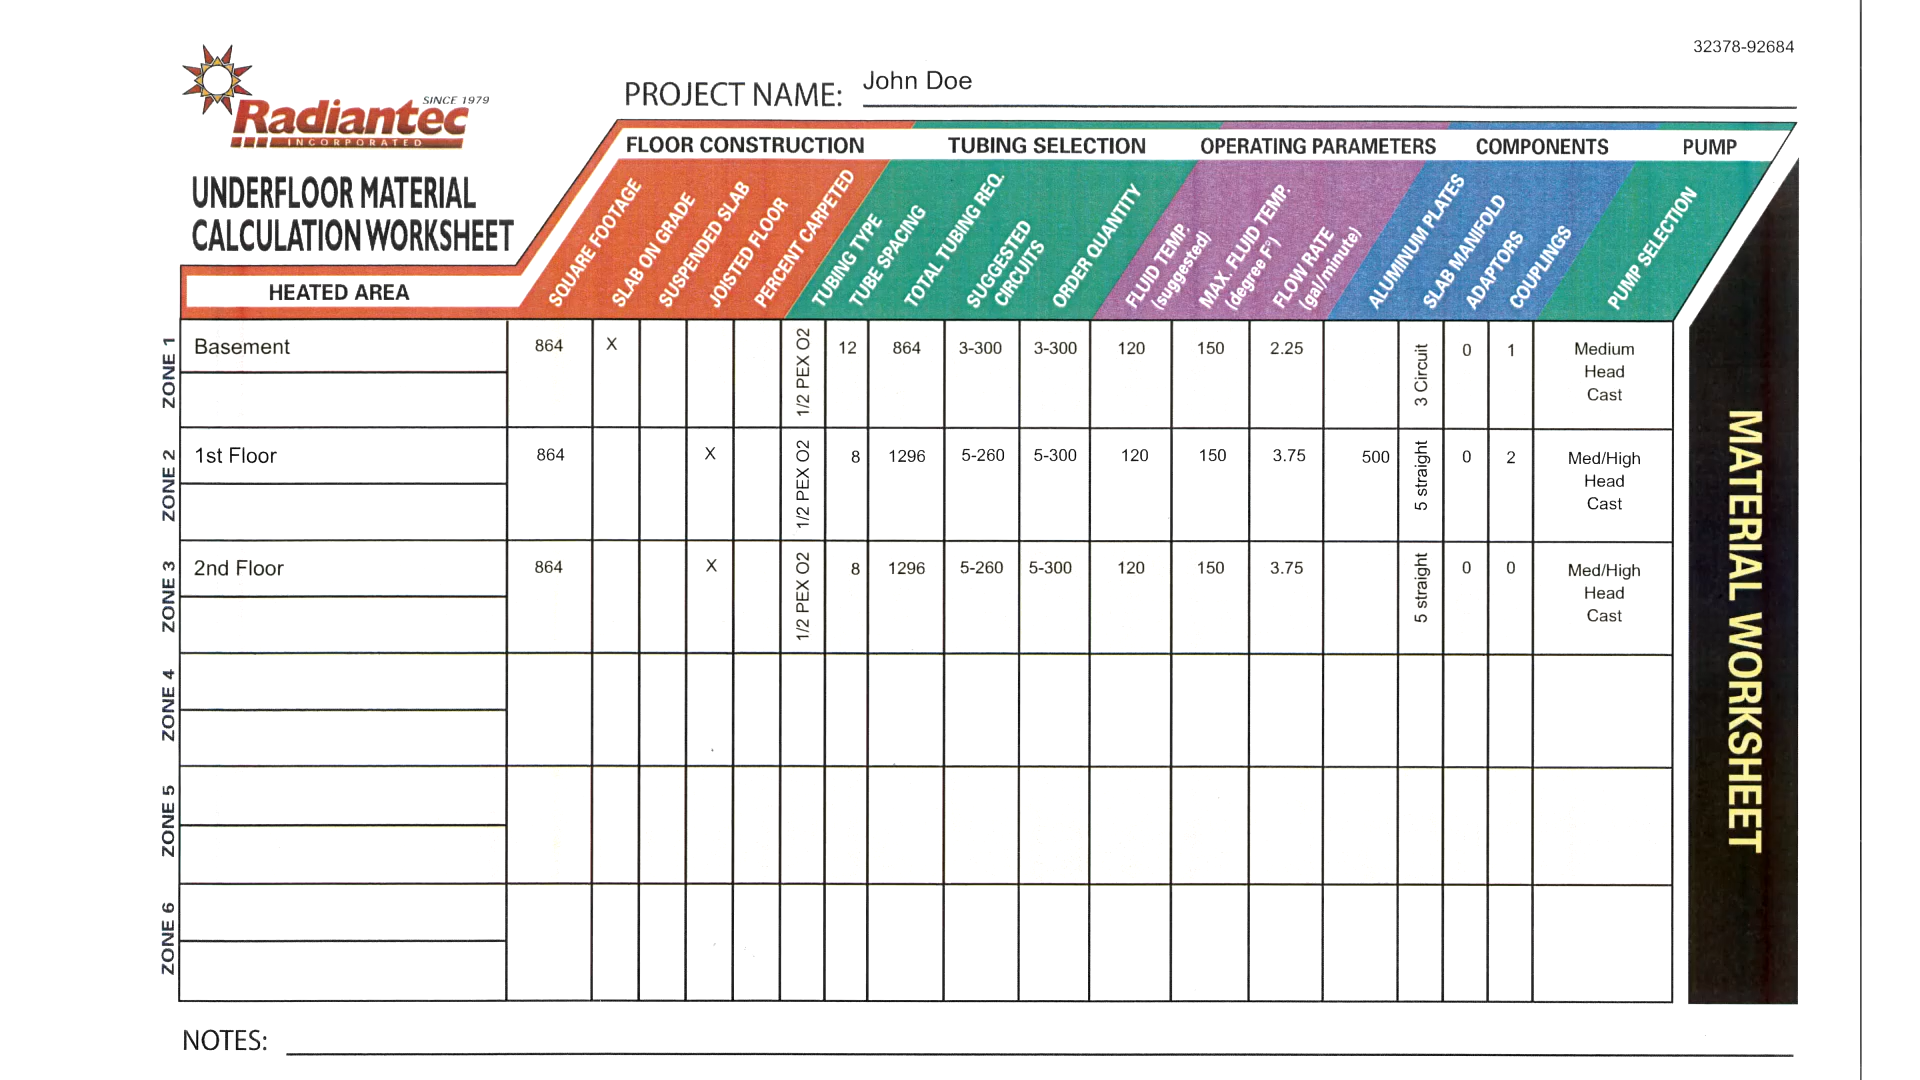 32378-92684
SINCE 1979
Radiantec
INCORPORATED
PROJECT NAME: John Doe
UNDERFLOOR MATERIAL
CALCULATION WORKSHEET
FLOOR CONSTRUCTION TUBING SELECTION OPERATING PARAMETERS COMPONENTS PUMP
HEATED AREA
SQUARE FOOTAGE
SLAB ON GRADE
SUSPENDED SLAB
JOISTED FLOOR
PERCENT CARPETED
TUBING TYPE
TUBE SPACING
TOTAL TUBING REQ.
SUGGESTED
CIRCUITS
ORDER QUANTITY
FLUID TEMP.
(suggested)
MAX. FLUID TEMP.
(degree F°)
FLOW RATE
(gal/minute)
ALUMINUM PLATES
SLAB MANIFOLD
ADAPTORS
COUPLINGS
PUMP SELECTION
ZONE 1
Basement 864 X 1/2 PEX O2 12 864 3-300 3-300 120 150 2.25 3 Circuit 0 1 Medium
Head
Cast
ZONE 2
1st Floor 864 X 1/2 PEX O2 8 1296 5-260 5-300 120 150 3.75 500 5 straight 0 2 Med/High
Head
Cast
ZONE 3
2nd Floor 864 X 1/2 PEX O2 8 1296 5-260 5-300 120 150 3.75 5 straight 0 0 Med/High
Head
Cast
ZONE 4
ZONE 5
ZONE 6
MATERIAL WORKSHEET
NOTES: